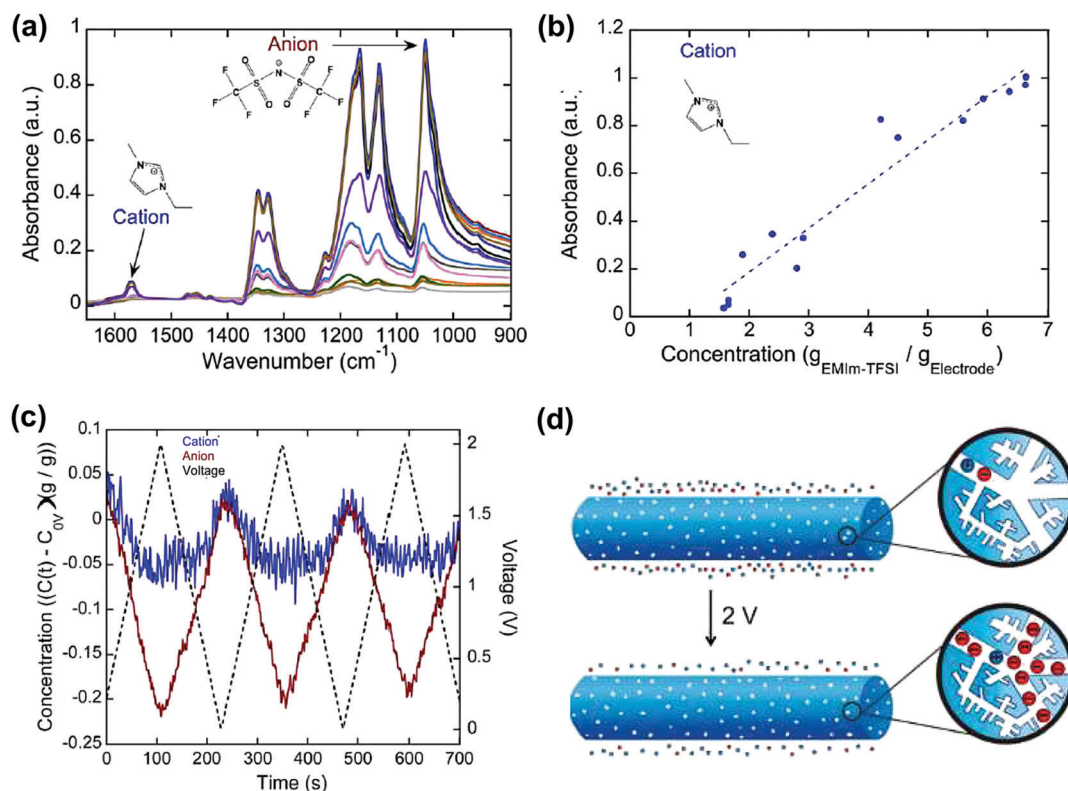 (a)
Absorbance (a.u.)
1
0.8
0.6
0.4
0.2
0
Anion
O
N
⊖
O
F
S
S
F
C
O
O
C
F
F
F
F
N
⊕
N
Cation
1600 1500 1400 1300 1200 1100 1000 900
Wavenumber (cm-1)
(b)
Absorbance (a.u.)
1.2
1
0.8
0.6
0.4
0.2
0
Cation
N
⊕
N
0 1 2 3 4 5 6 7
Concentration (gEMIm-TFSI / gElectrode)
(c)
Concentration ((C(t) - C0V)(g / g)
0.1
0.05
0
-0.05
-0.1
-0.15
-0.2
-0.25
Cation
Anion
Voltage
2
1.5
1
0.5
0
Voltage (V)
0 100 200 300 400 500 600 700
Time (s)
(d)
2 V